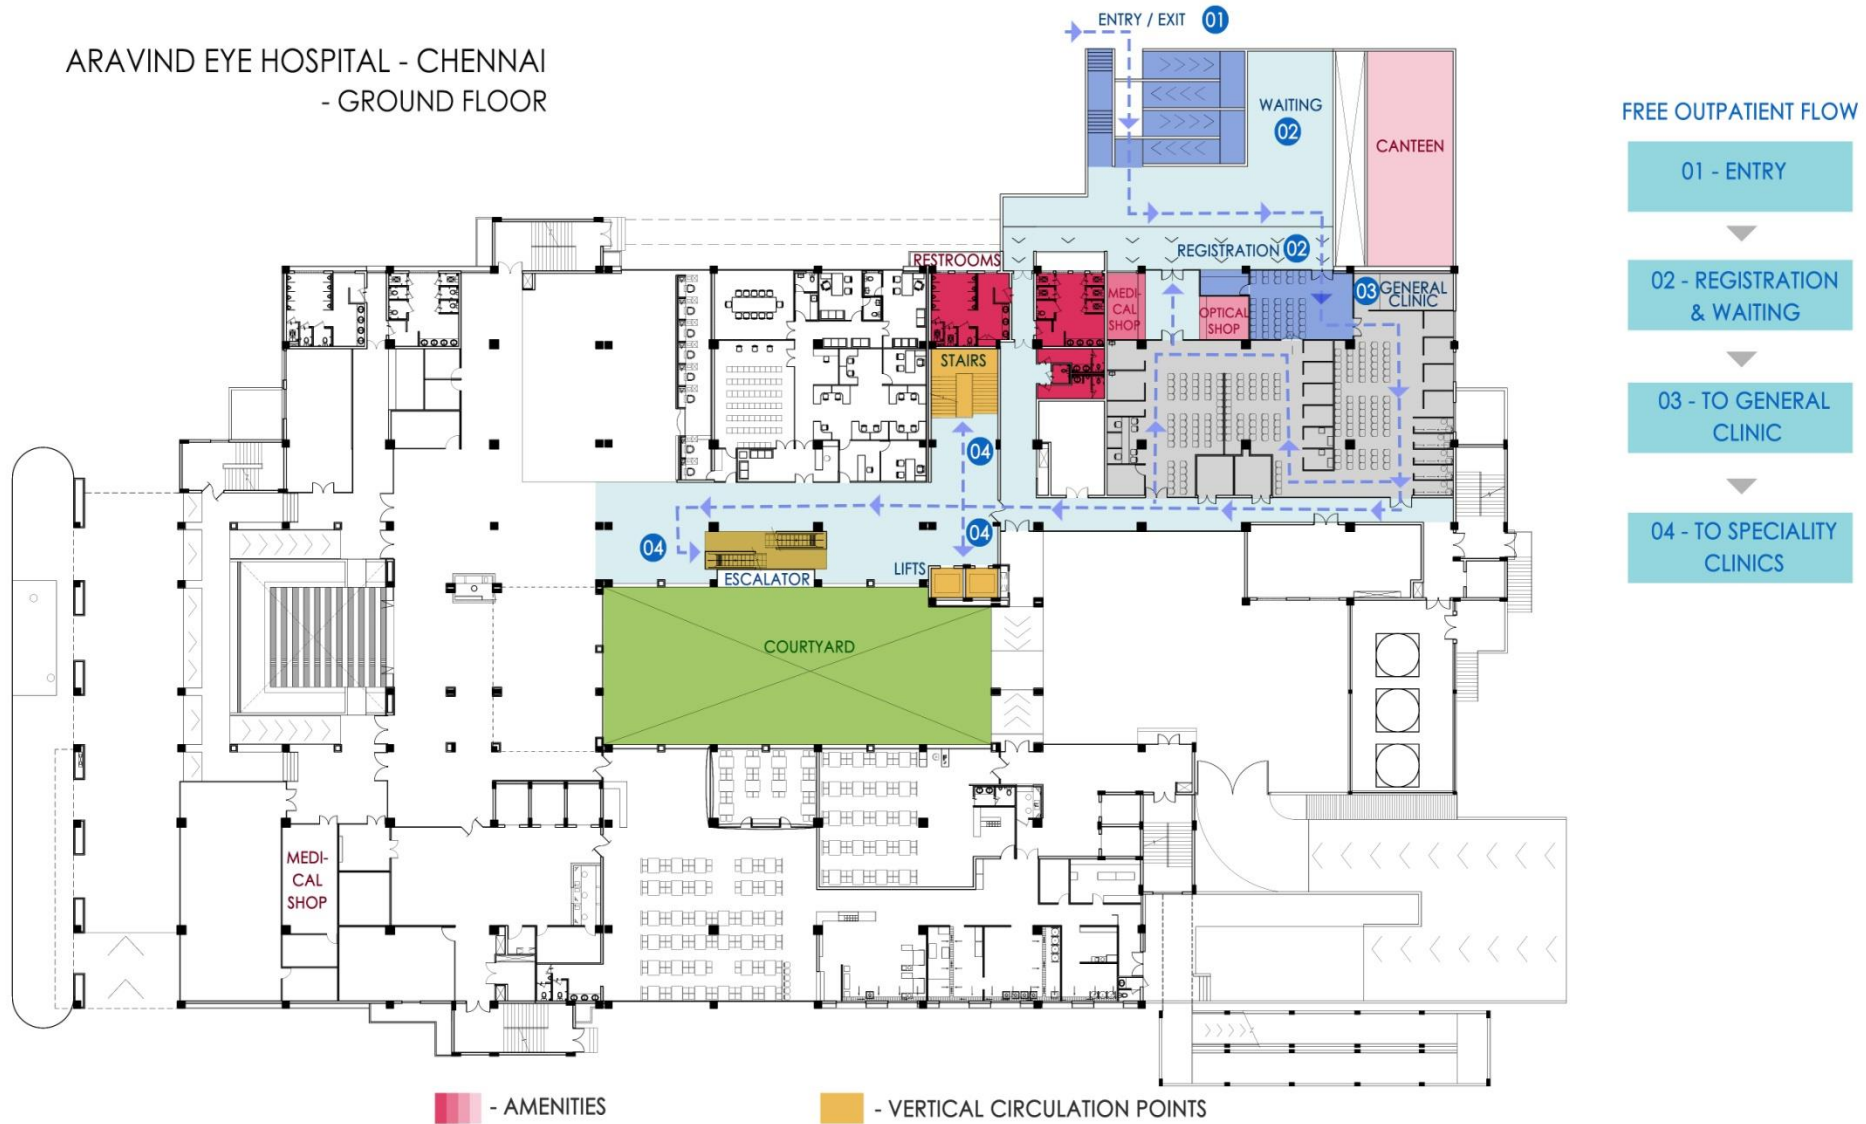 ENTRY / EXIT 01
ARAVIND EYE HOSPITAL - CHENNAI
- GROUND FLOOR
WAITING
02
CANTEEN
FREE OUTPATIENT FLOW
01 - ENTRY
02 - REGISTRATION
& WAITING
03 - TO GENERAL
CLINIC
04 - TO SPECIALITY
CLINICS
REGISTRATION 02
RESTROOMS
MEDI-
CAL
SHOP
OPTICAL
SHOP
03 GENERAL
CLINIC
STAIRS
04
04
04
LIFTS
ESCALATOR
COURTYARD
MEDI-
CAL
SHOP
- AMENITIES
- VERTICAL CIRCULATION POINTS